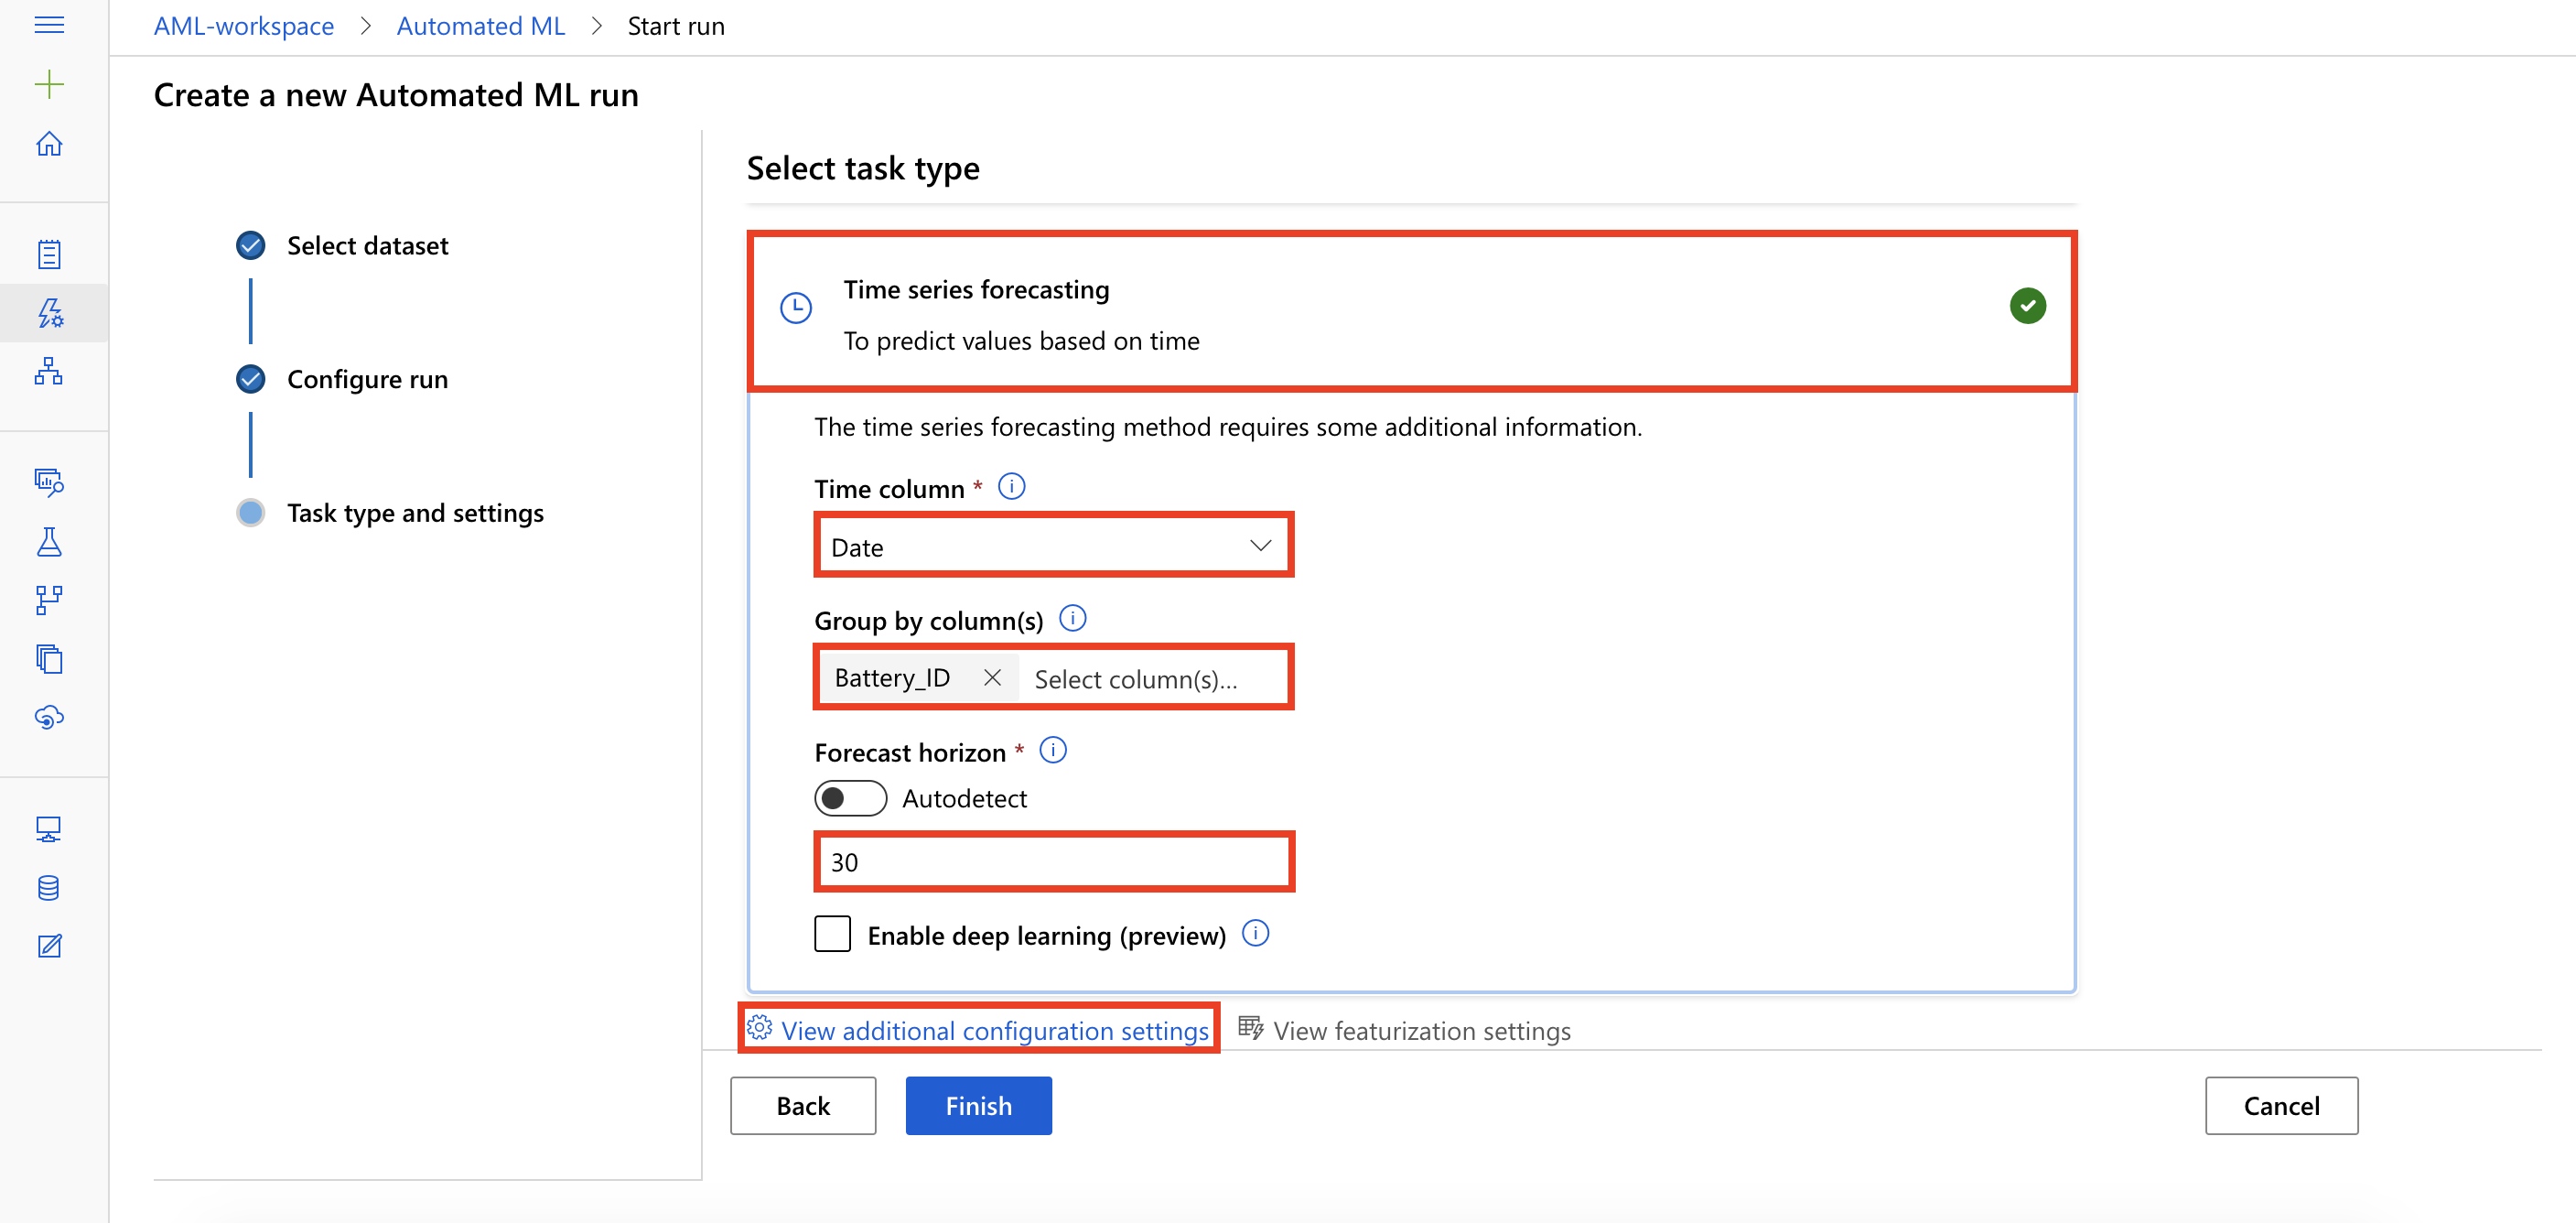 AML-workspace > Automated ML > Start run
Create a new Automated ML run
Select dataset
Configure run
Task type and settings
Select task type
Time series forecasting
To predict values based on time
The time series forecasting method requires some additional information.
Time column *
Date
Group by column(s)
Battery_ID Select column(s)...
Forecast horizon *
Autodetect
30
Enable deep learning (preview)
View additional configuration settings View featurization settings
Back Finish Cancel